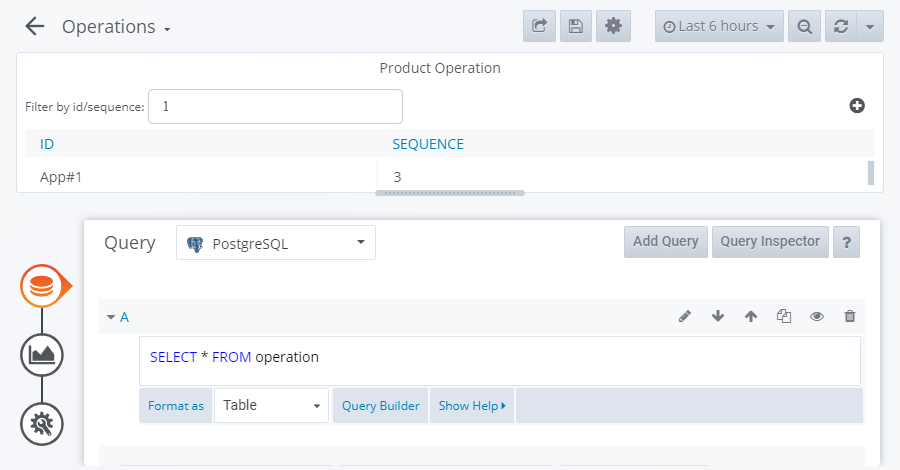 Operations
Last 6 hours
Product Operation
Filter by id/sequence: 1
ID SEQUENCE
App#1 3
Query PostgreSQL Add Query Query Inspector ?
A
SELECT * FROM operation
Format as Table Query Builder Show Help